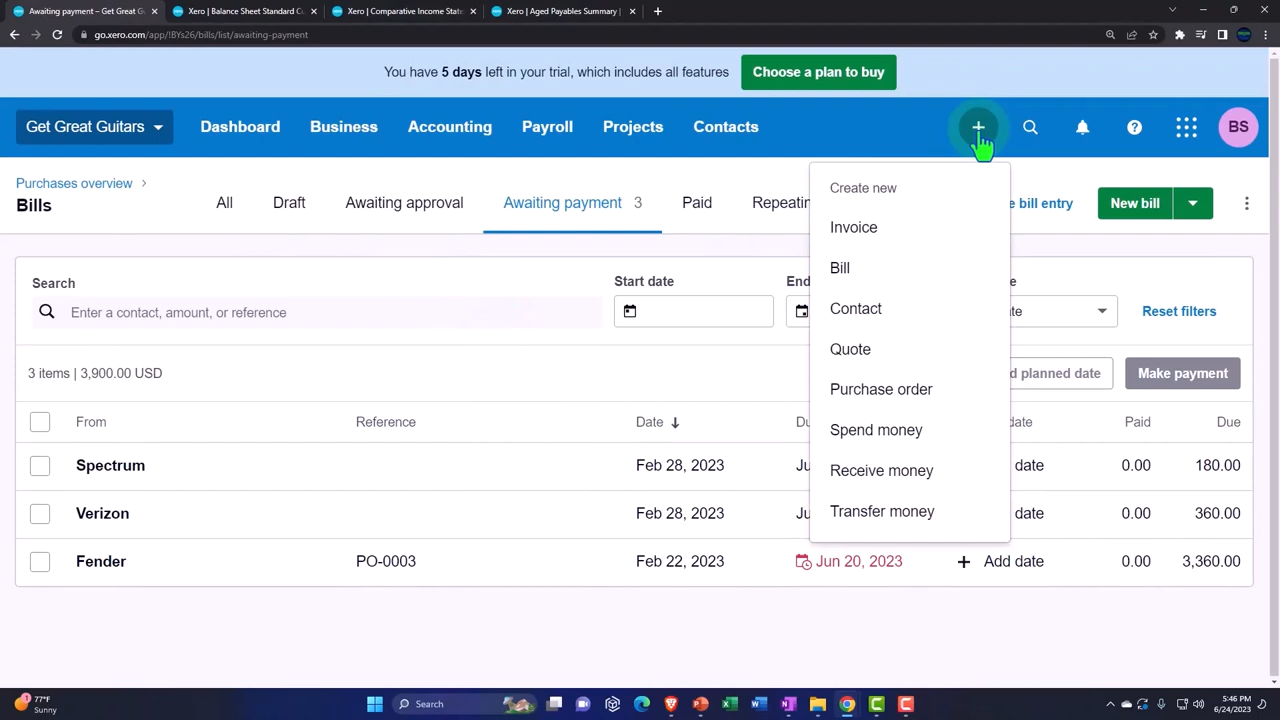 Awaiting payment – Get Great Gui
Xero | Balance Sheet Standard C
Xero | Comparative Income State
Xero | Aged Payables Summary |
go.xero.com/app/!BYs26/bills/list/awaiting-payment
You have 5 days left in your trial, which includes all features
Choose a plan to buy
Get Great Guitars
Dashboard
Business
Accounting
Payroll
Projects
Contacts
BS
Purchases overview
Bills
All
Draft
Awaiting approval
Awaiting payment 3
Paid
Repeatin
e bill entry
New bill
Create new
Invoice
Bill
Contact
Quote
Purchase order
Spend money
Receive money
Transfer money
Search
Enter a contact, amount, or reference
Start date
End
Reset filters
3 items | 3,900.00 USD
d planned date
Make payment
From Reference Date Du date Paid Due
Spectrum Feb 28, 2023 Ju date 0.00 180.00
Verizon Feb 28, 2023 Ju date 0.00 360.00
Fender PO-0003 Feb 22, 2023 Jun 20, 2023 Add date 0.00 3,360.00
77°F
Sunny
Search
5:46 PM
6/24/2023